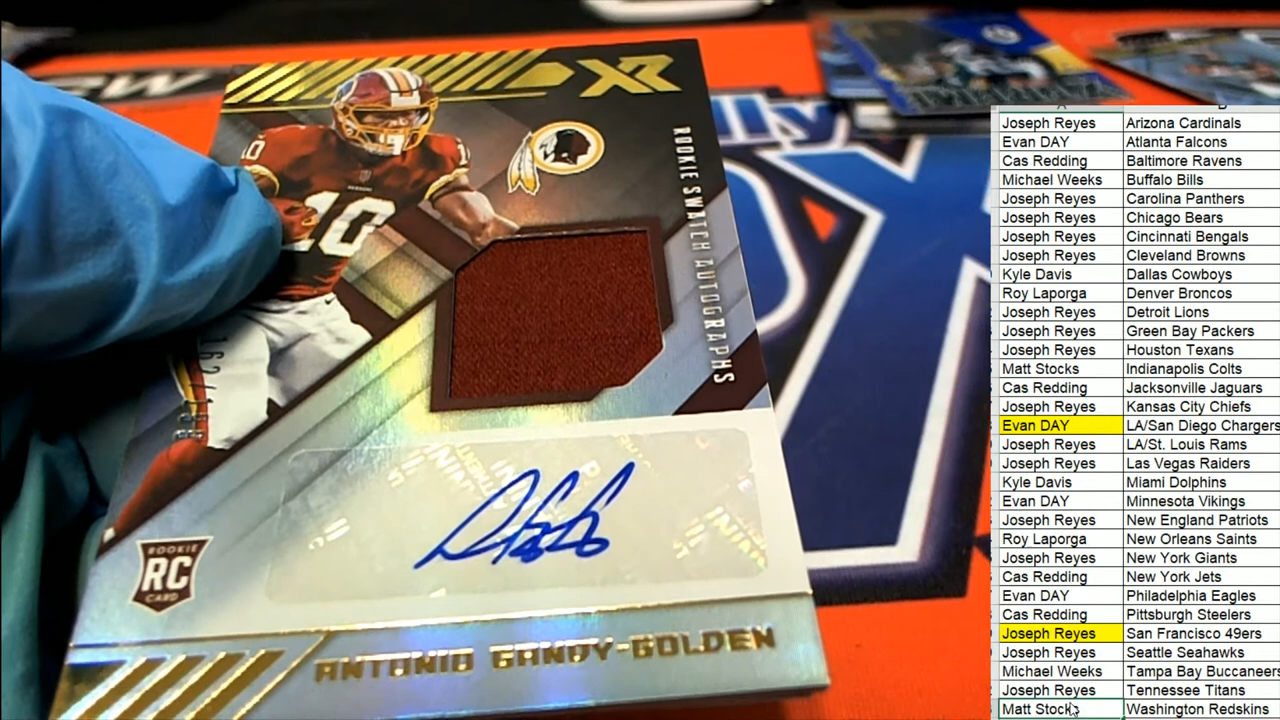 XR
ROOKIE SWATCH AUTOGRAPHS
10
10
ROOKIE
RC
CARD
ANTONIO GANDY-GOLDEN
Joseph Reyes Arizona Cardinals
Evan DAY Atlanta Falcons
Cas Redding Baltimore Ravens
Michael Weeks Buffalo Bills
Joseph Reyes Carolina Panthers
Joseph Reyes Chicago Bears
Joseph Reyes Cincinnati Bengals
Joseph Reyes Cleveland Browns
Kyle Davis Dallas Cowboys
Roy Laporga Denver Broncos
Joseph Reyes Detroit Lions
Joseph Reyes Green Bay Packers
Joseph Reyes Houston Texans
Matt Stocks Indianapolis Colts
Cas Redding Jacksonville Jaguars
Joseph Reyes Kansas City Chiefs
Evan DAY LA/San Diego Chargers
Joseph Reyes LA/St. Louis Rams
Joseph Reyes Las Vegas Raiders
Kyle Davis Miami Dolphins
Evan DAY Minnesota Vikings
Joseph Reyes New England Patriots
Roy Laporga New Orleans Saints
Joseph Reyes New York Giants
Cas Redding New York Jets
Evan DAY Philadelphia Eagles
Cas Redding Pittsburgh Steelers
Joseph Reyes San Francisco 49ers
Joseph Reyes Seattle Seahawks
Michael Weeks Tampa Bay Buccaneers
Joseph Reyes Tennessee Titans
Matt Stocks Washington Redskins